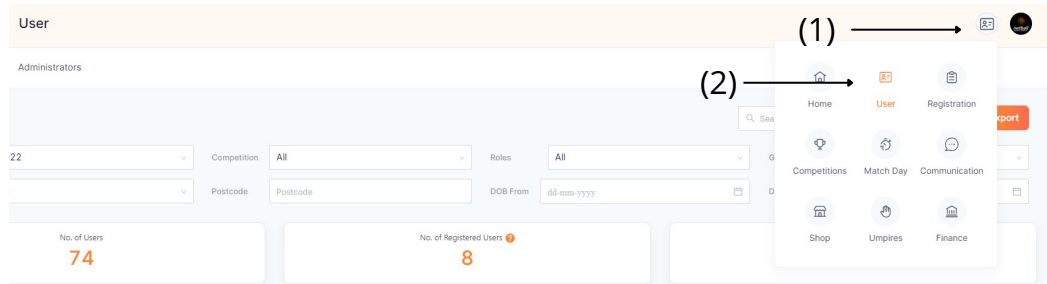 User
(1)
Administrators
(2)
Home
User
Registration
Sea
xport
22
Competition
All
Roles
All
G
Competitions
Match Day
Communication
Postcode
Postcode
DOB From
dd-mm-yyyy
D
No. of Users
74
No. of Registered Users
8
Shop
Umpires
Finance